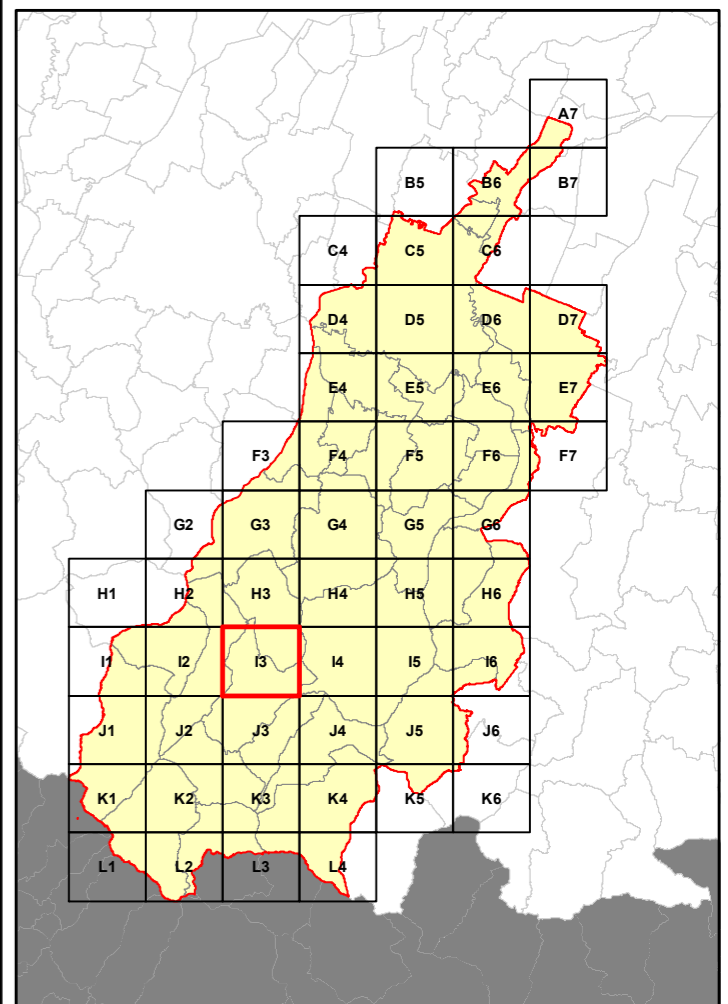 A7
B5 B6 B7
C4 C5 C6
D4 D5 D6 D7
E4 E5 E6 E7
F3 F4 F5 F6 F7
G2 G3 G4 G5 G6
H1 H2 H3 H4 H5 H6
I1 I2 I3 I4 I5 I6
J1 J2 J3 J4 J5 J6
K1 K2 K3 K4 K5 K6
L1 L2 L3 L4